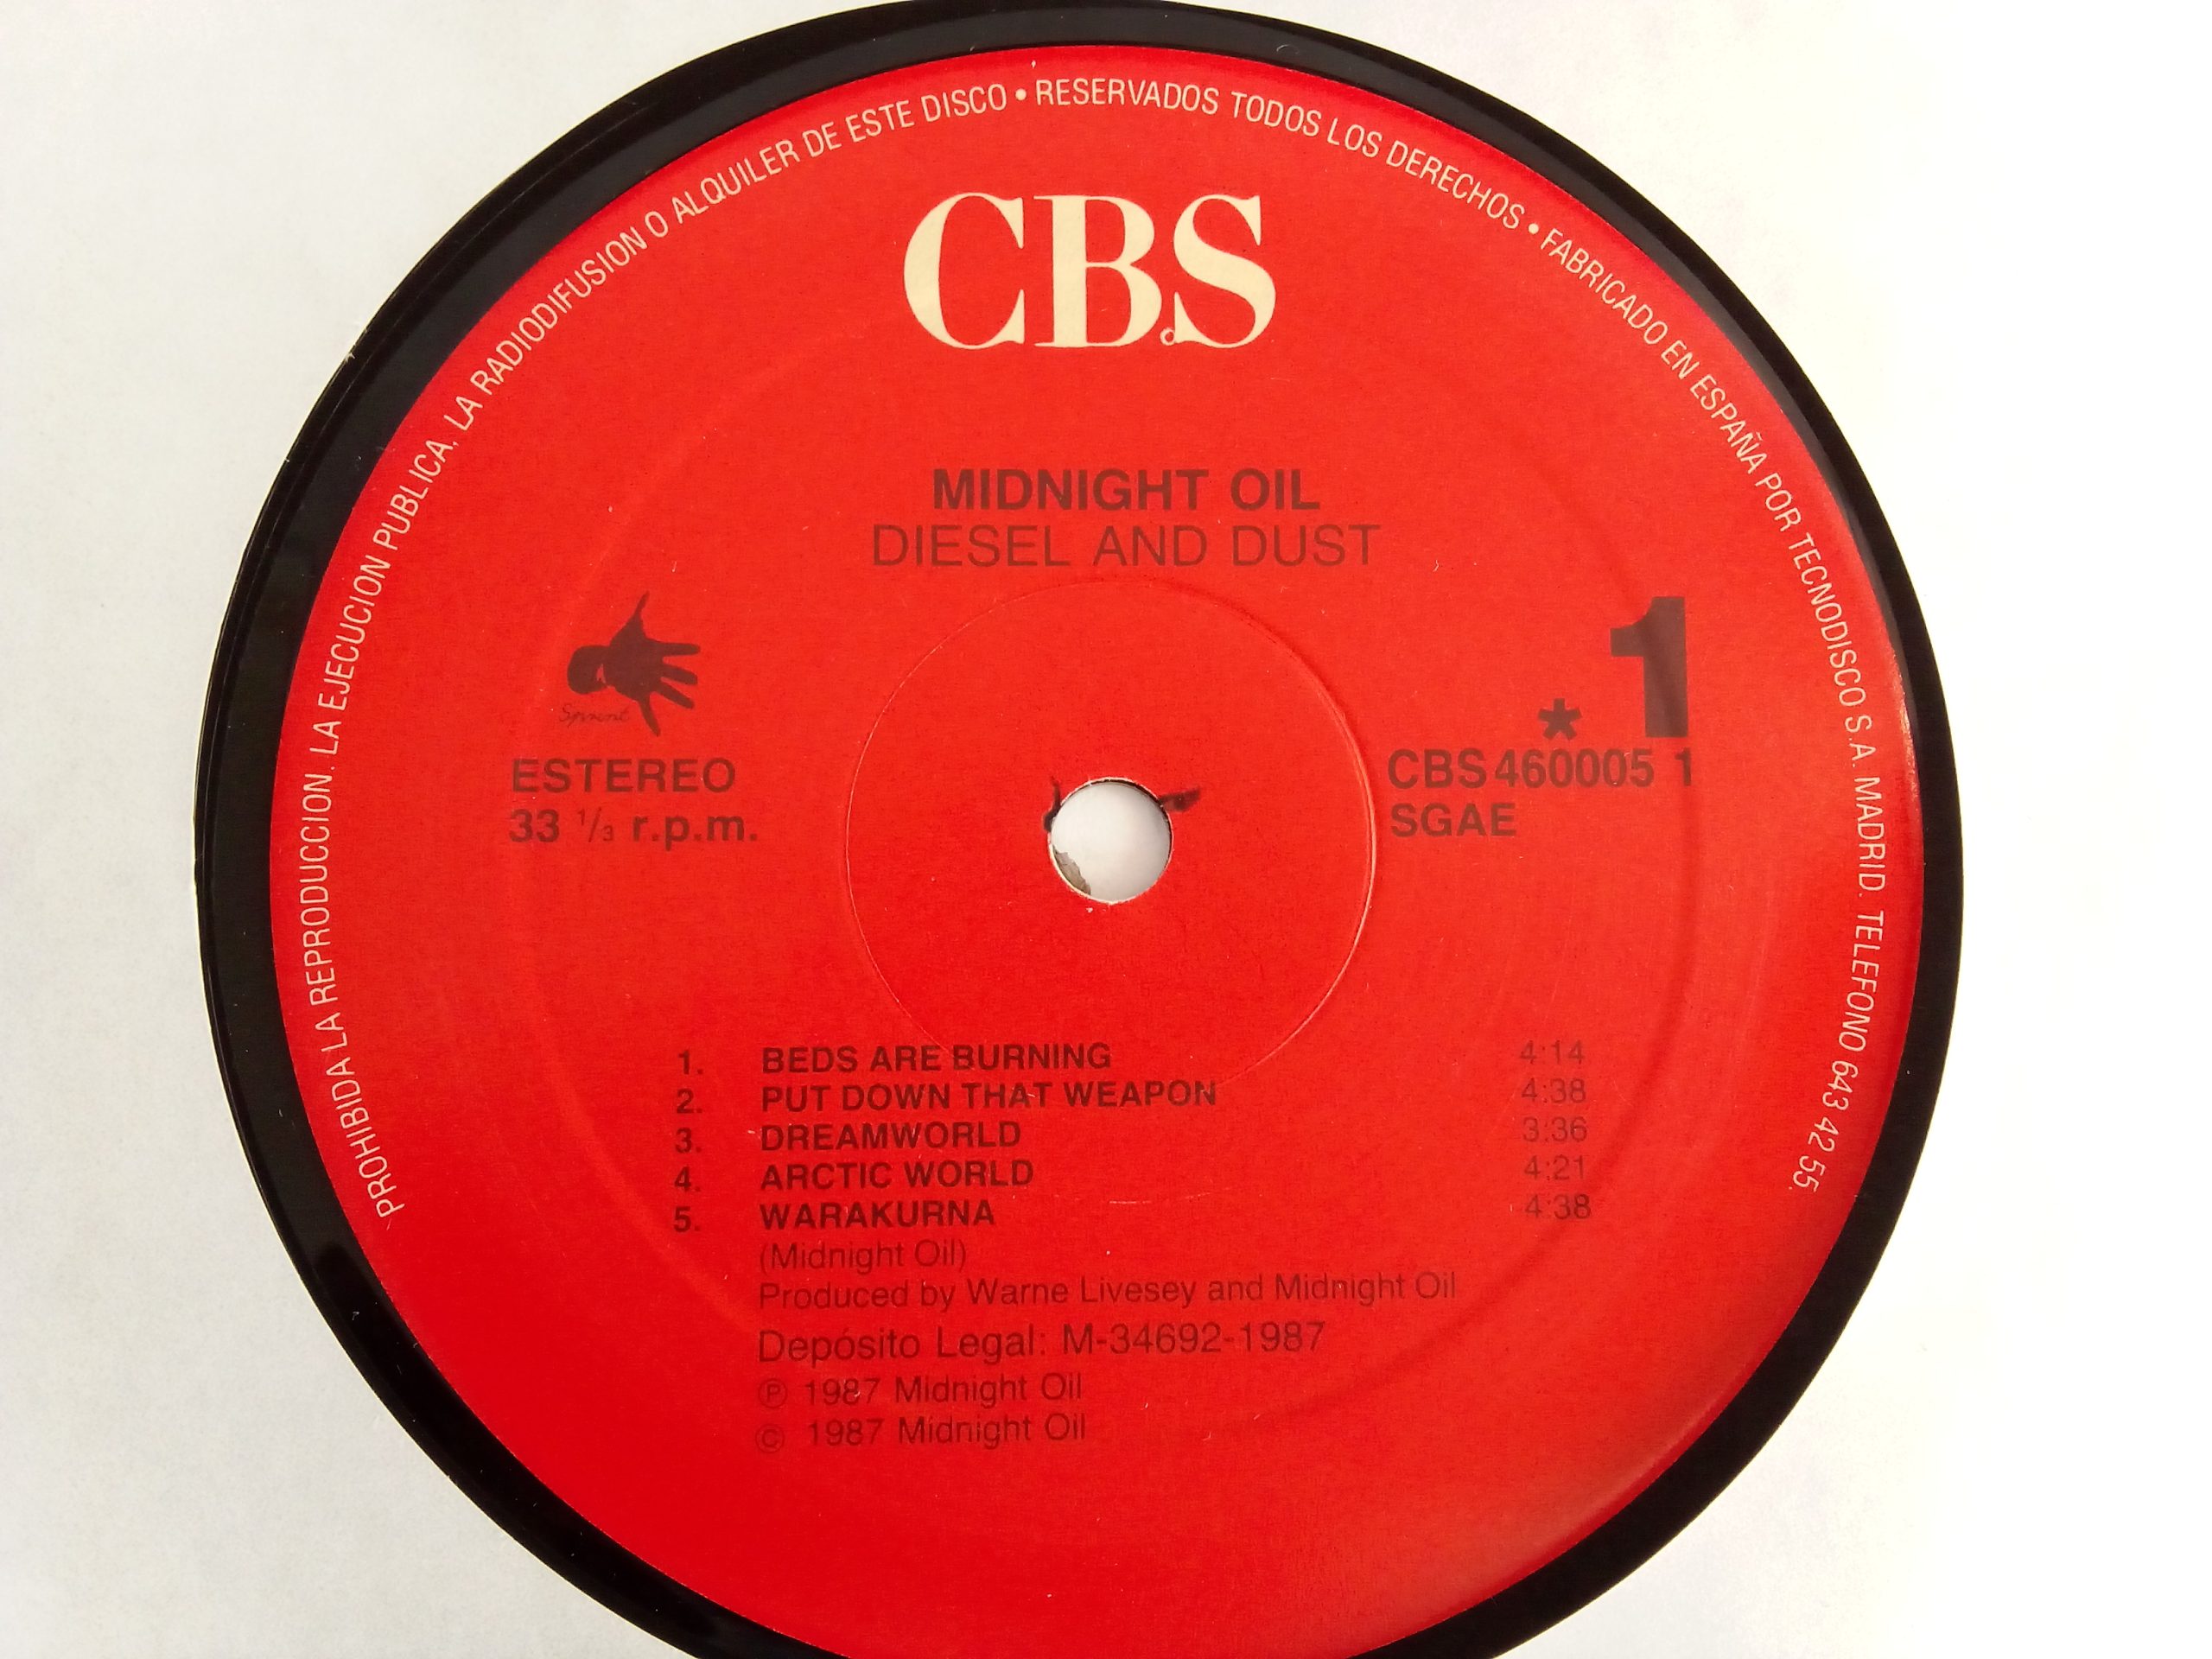 PROHIBIDA LA REPRODUCCION. LA EJECUCION PUBLICA. LA RADIODIFUSION O ALQUILER DE ESTE DISCO • RESERVADOS TODOS LOS DERECHOS • FABRICADO EN ESPAÑA POR TECNODISCO S.A. MADRID. TELEFONO 643 42 55.
CBS
MIDNIGHT OIL
DIESEL AND DUST
* 1
ESTEREO
33 1/3 r.p.m.
CBS 460005 1
SGAE
1. BEDS ARE BURNING 4:14
2. PUT DOWN THAT WEAPON 4:38
3. DREAMWORLD 3:36
4. ARCTIC WORLD 4:21
5. WARAKURNA 4:38
(Midnight Oil)
Produced by Warne Livesey and Midnight Oil
Depósito Legal: M-34692-1987
℗ 1987 Midnight Oil
© 1987 Midnight Oil